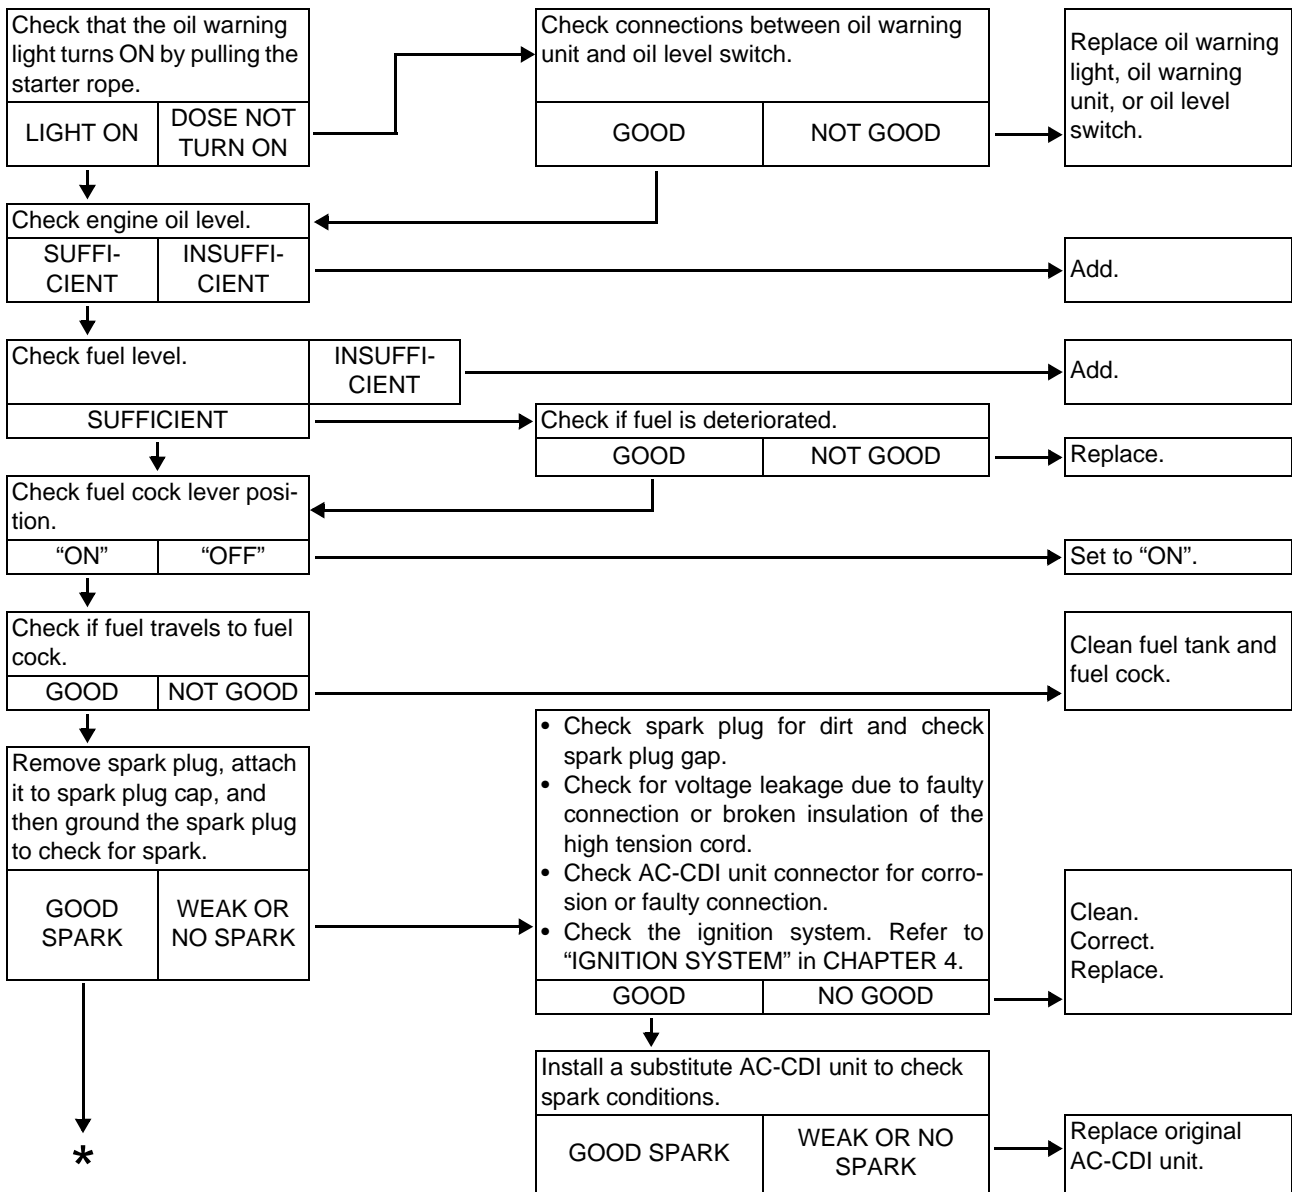 Check that the oil warning
light turns ON by pulling the
starter rope.
LIGHT ON
DOSE NOT
TURN ON
Check connections between oil warning
unit and oil level switch.
GOOD
NOT GOOD
Replace oil warning
light, oil warning
unit, or oil level
switch.
Check engine oil level.
SUFFI-
CIENT
INSUFFI-
CIENT
Add.
Check fuel level.
INSUFFI-
CIENT
Add.
SUFFICIENT
Check if fuel is deteriorated.
GOOD
NOT GOOD
Replace.
Check fuel cock lever posi-
tion.
“ON”
“OFF”
Set to “ON”.
Check if fuel travels to fuel
cock.
GOOD
NOT GOOD
Clean fuel tank and
fuel cock.
Remove spark plug, attach
it to spark plug cap, and
then ground the spark plug
to check for spark.
GOOD
SPARK
WEAK OR
NO SPARK
• Check spark plug for dirt and check
spark plug gap.
• Check for voltage leakage due to faulty
connection or broken insulation of the
high tension cord.
• Check AC-CDI unit connector for corro-
sion or faulty connection.
• Check the ignition system. Refer to
“IGNITION SYSTEM” in CHAPTER 4.
GOOD
NO GOOD
Clean.
Correct.
Replace.
Install a substitute AC-CDI unit to check
spark conditions.
GOOD SPARK
WEAK OR NO
SPARK
Replace original
AC-CDI unit.
*